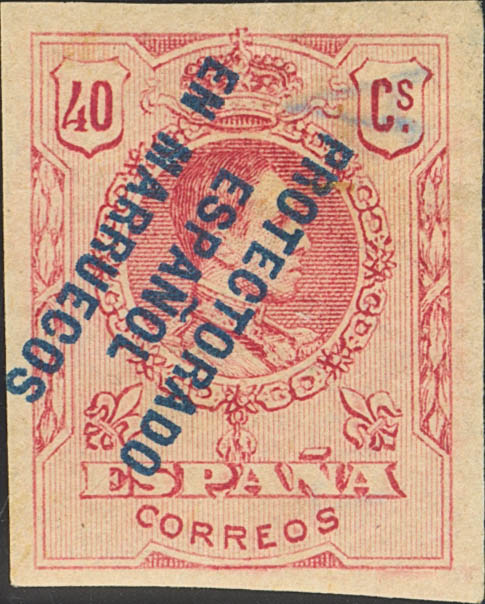 40 Cs.
PROTECTORADO
ESPAÑOL
EN MARRUECOS
ESPAÑA
CORREOS